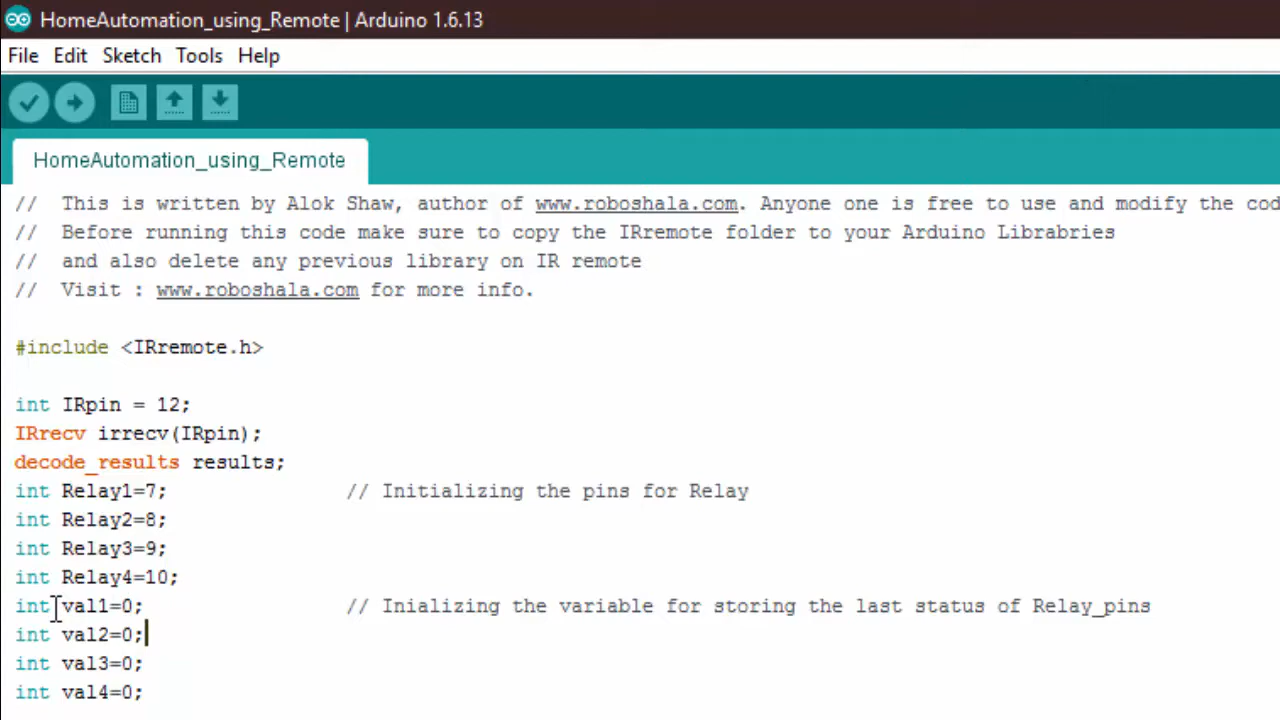 HomeAutomation_using_Remote | Arduino 1.6.13
File Edit Sketch Tools Help
HomeAutomation_using_Remote
// This is written by Alok Shaw, author of www.roboshala.com. Anyone one is free to use and modify the cod
// Before running this code make sure to copy the IRremote folder to your Arduino Librabries
// and also delete any previous library on IR remote
// Visit : www.roboshala.com for more info.
#include <IRremote.h>
int IRpin = 12;
IRrecv irrecv(IRpin);
decode_results results;
int Relay1=7; // Initializing the pins for Relay
int Relay2=8;
int Relay3=9;
int Relay4=10;
int val1=0; // Inializing the variable for storing the last status of Relay_pins
int val2=0;
int val3=0;
int val4=0;